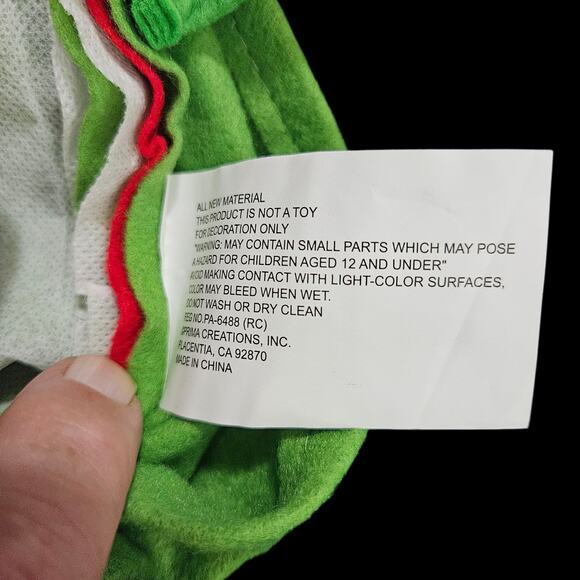 ALL NEW MATERIAL
THIS PRODUCT IS NOT A TOY
FOR DECORATION ONLY
"WARNING: MAY CONTAIN SMALL PARTS WHICH MAY POSE
A HAZARD FOR CHILDREN AGED 12 AND UNDER"
AVOID MAKING CONTACT WITH LIGHT-COLOR SURFACES,
COLOR MAY BLEED WHEN WET.
DO NOT WASH OR DRY CLEAN
REG NO.PA-6488 (RC)
CREATIONS, INC.
PLACENTIA, CA 92870
MADE IN CHINA